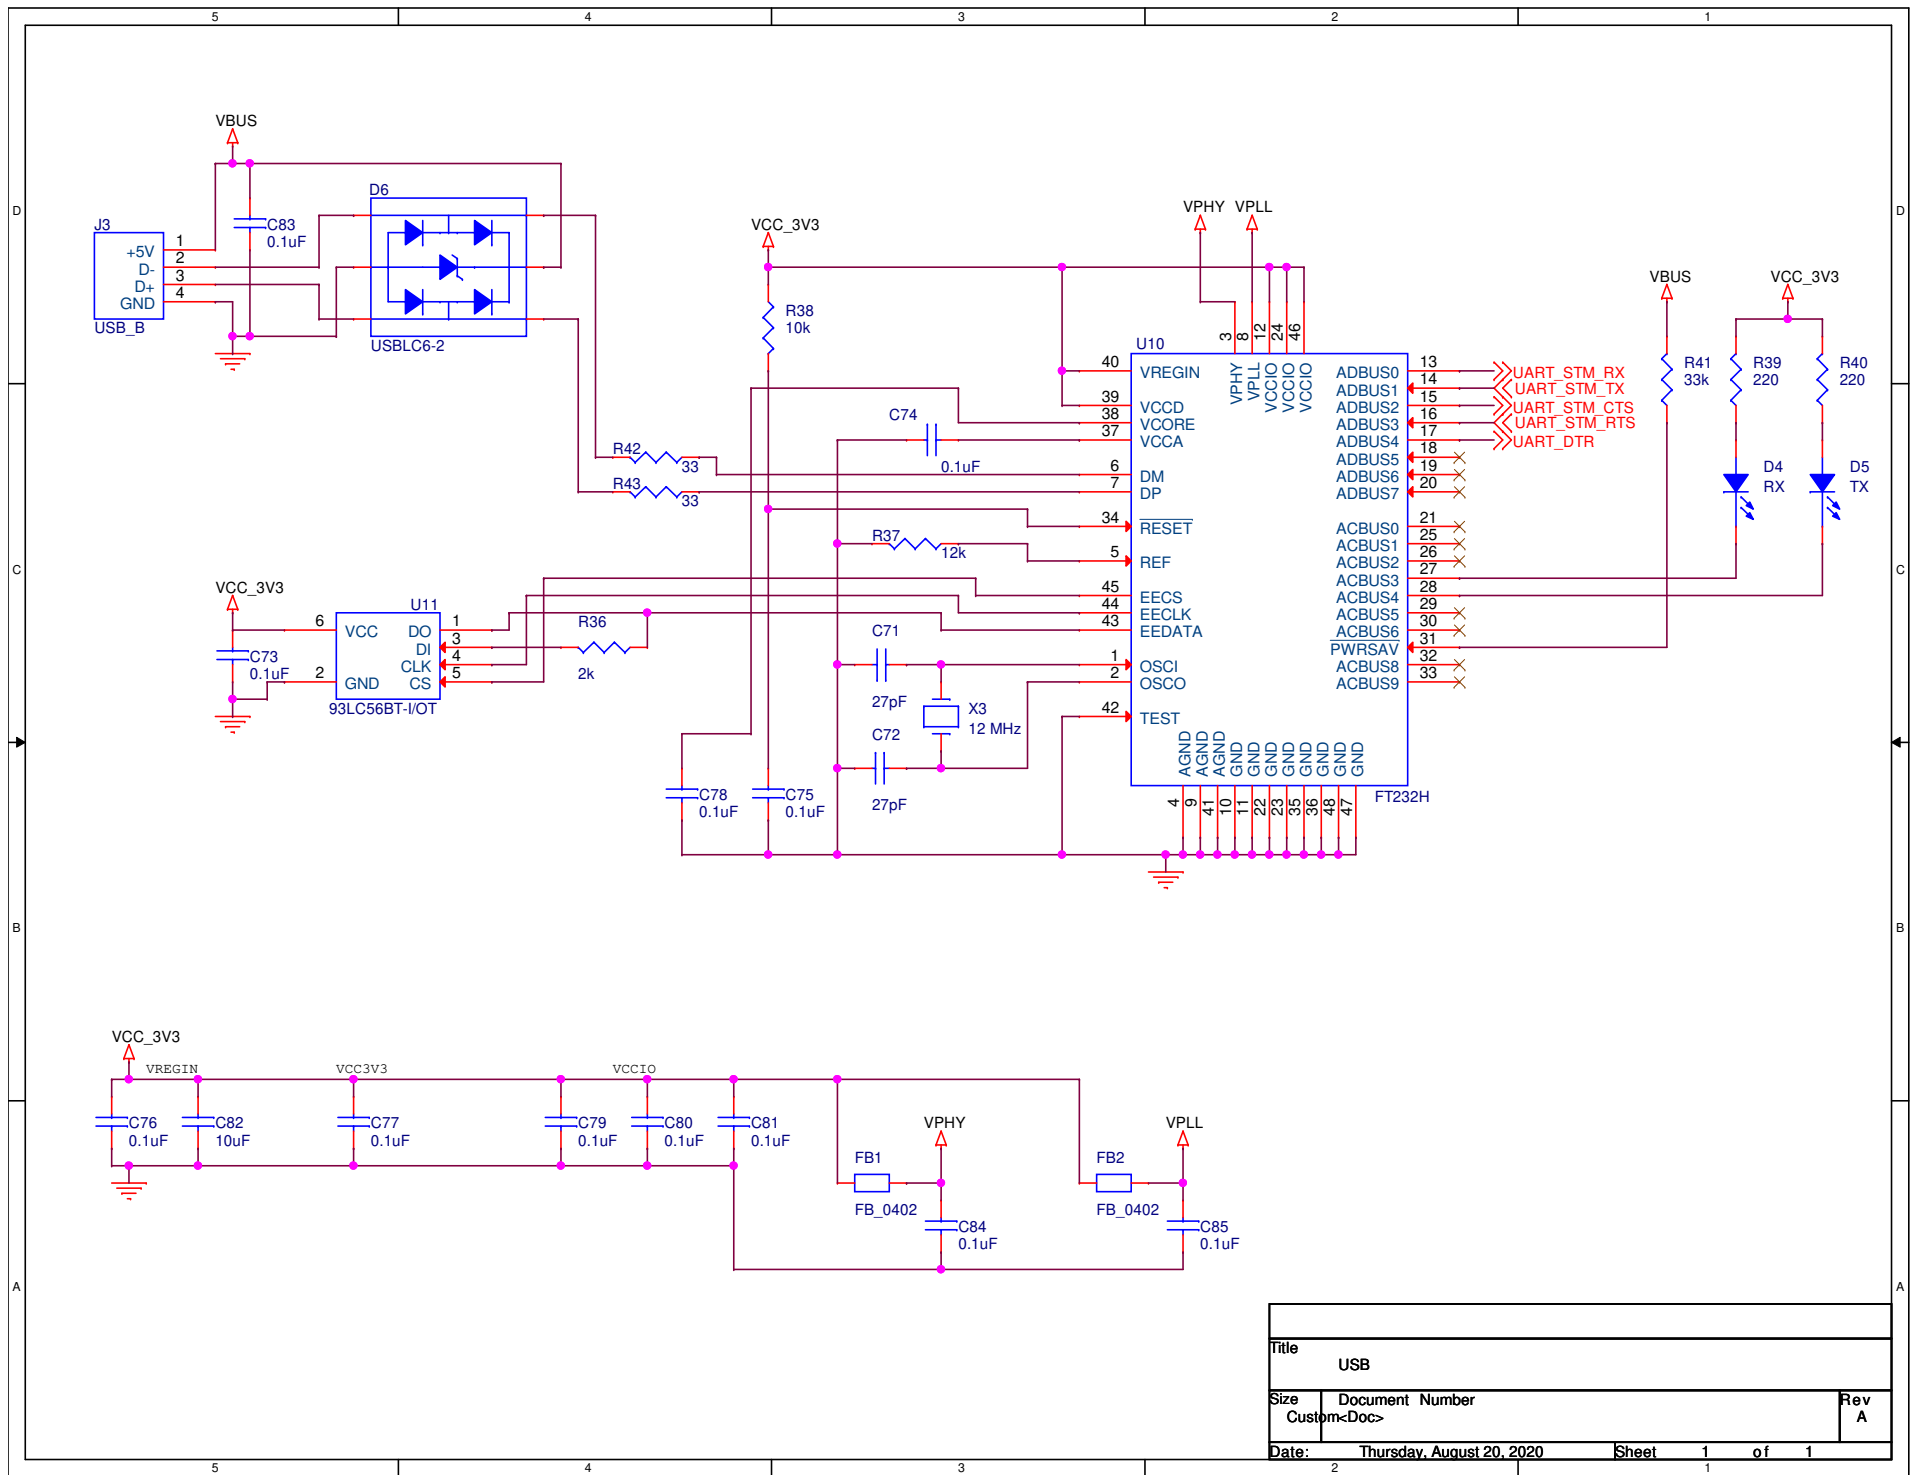 5 4 3 2 1
D
C
B
A
D
C
B
A
VBUS
C83
0.1uF
J3
+5V
D-
D+
GND
1
2
3
4
USB_B
D6
USBLC6-2
VCC_3V3
R38
10k
VPHY VPLL
3
8
12
24
46
U10
VPHY
VPLL
VCCIO
VCCIO
VCCIO
40 VREGIN
39 VCCD
38 VCORE
37 VCCA
6 DM
7 DP
34 RESET
5 REF
45 EECS
44 EECLK
43 EEDATA
1 OSCI
2 OSCO
42 TEST
ADBUS0 13 UART_STM_RX
ADBUS1 14 UART_STM_TX
ADBUS2 15 UART_STM_CTS
ADBUS3 16 UART_STM_RTS
ADBUS4 17 UART_DTR
ADBUS5 18
ADBUS6 19
ADBUS7 20
ACBUS0 21
ACBUS1 25
ACBUS2 26
ACBUS3 27
ACBUS4 28
ACBUS5 29
ACBUS6 30
PWRSAV 31
ACBUS8 32
ACBUS9 33
AGND
AGND
AGND
GND
GND
GND
GND
GND
GND
GND
GND
4
9
41
10
11
22
23
35
36
48
47
FT232H
VBUS
R41
33k
VCC_3V3
R39
220
R40
220
D4
RX
D5
TX
C74
0.1uF
R42
33
R43
33
R37
12k
VCC_3V3
C73
0.1uF
U11
6 VCC
2 GND
DO 1
DI 3
CLK 4
CS 5
93LC56BT-I/OT
R36
2k
C71
27pF
X3
12 MHz
C72
27pF
C78
0.1uF
C75
0.1uF
VCC_3V3
VREGIN
VCC3V3
VCCIO
C76
0.1uF
C82
10uF
C77
0.1uF
C79
0.1uF
C80
0.1uF
C81
0.1uF
VPHY
FB1
FB_0402
C84
0.1uF
VPLL
FB2
FB_0402
C85
0.1uF
Title
USB
Size
Custom
Document Number
<Doc>
Rev
A
Date: Thursday, August 20, 2020 Sheet 1 of 1
5 4 3 2 1